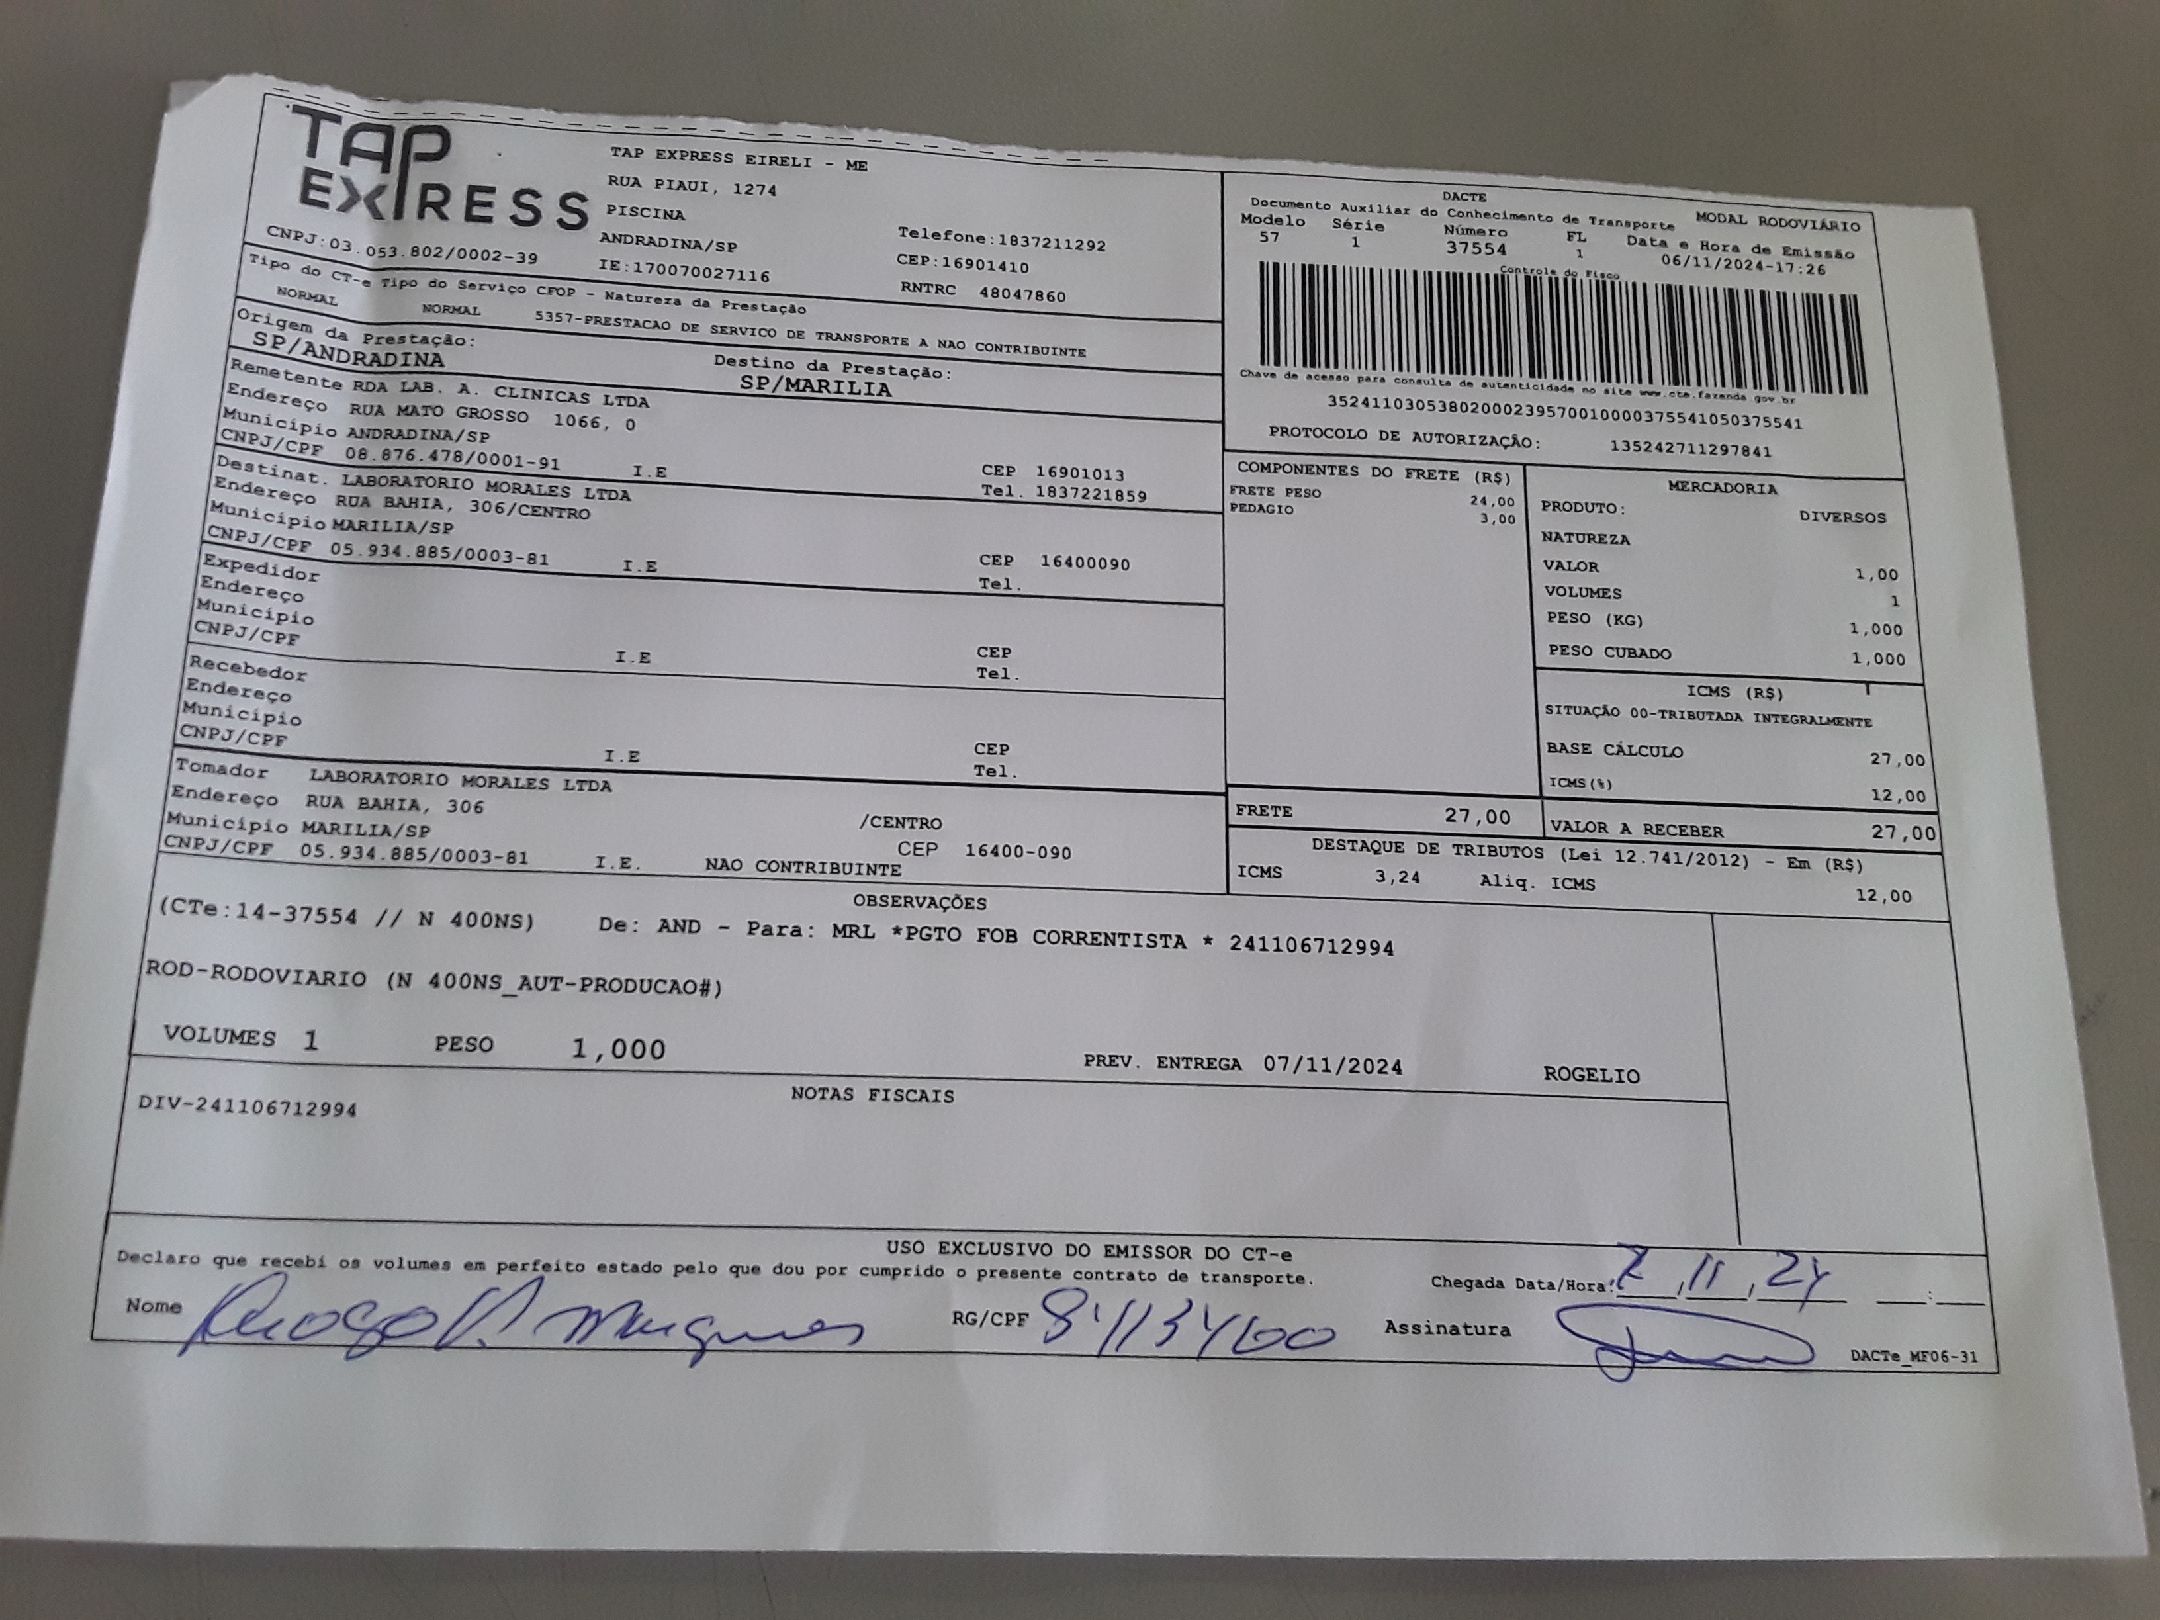 TAP
EXPRESS
TAP EXPRESS EIRELI - ME
RUA PIAUI, 1274
PISCINA
ANDRADINA/SP
Telefone:1837211292
CNPJ:03.053.802/0002-39
IE:170070027116
CEP:16901410
RNTRC 48047860
DACTE
Documento Auxiliar do Conhecimento de Transporte
MODAL RODOVIÁRIO
Modelo Série Número FL Data e Hora de Emissão
57 1 37554 1 06/11/2024-17:26
Controle do Fisco
Chave de acesso para consulta de autenticidade no site www.cte.fazenda.gov.br
35241103053802000239570010000375541050375541
PROTOCOLO DE AUTORIZAÇÃO: 135242711297841
Tipo do CT-e Tipo do Serviço CFOP - Natureza da Prestação
NORMAL NORMAL 5357-PRESTACAO DE SERVICO DE TRANSPORTE A NAO CONTRIBUINTE
Origem da Prestação: Destino da Prestação:
SP/ANDRADINA SP/MARILIA
Remetente RDA LAB. A. CLINICAS LTDA
Endereço RUA MATO GROSSO 1066, 0
Município ANDRADINA/SP CEP 16901013
CNPJ/CPF 08.876.478/0001-91 I.E Tel. 1837221859
Destinat. LABORATORIO MORALES LTDA
Endereço RUA BAHIA, 306/CENTRO
Município MARILIA/SP CEP 16400090
CNPJ/CPF 05.934.885/0003-81 I.E Tel.
Expedidor
Endereço
Município CEP
CNPJ/CPF I.E Tel.
Recebedor
Endereço
Município CEP
CNPJ/CPF I.E Tel.
Tomador LABORATORIO MORALES LTDA
Endereço RUA BAHIA, 306 /CENTRO
Município MARILIA/SP CEP 16400-090
CNPJ/CPF 05.934.885/0003-81 I.E. NAO CONTRIBUINTE
COMPONENTES DO FRETE (R$)
FRETE PESO 24,00
PEDAGIO 3,00
MERCADORIA
PRODUTO: DIVERSOS
NATUREZA
VALOR 1,00
VOLUMES 1
PESO (KG) 1,000
PESO CUBADO 1,000
ICMS (R$)
SITUAÇÃO 00-TRIBUTADA INTEGRALMENTE
BASE CÁLCULO 27,00
ICMS(%) 12,00
FRETE 27,00 VALOR A RECEBER 27,00
DESTAQUE DE TRIBUTOS (Lei 12.741/2012) - Em (R$)
ICMS 3,24 Aliq. ICMS 12,00
OBSERVAÇÕES
(CTe:14-37554 // N 400NS) De: AND - Para: MRL *PGTO FOB CORRENTISTA * 241106712994
ROD-RODOVIARIO (N 400NS_AUT-PRODUCAO#)
VOLUMES 1 PESO 1,000 PREV. ENTREGA 07/11/2024 ROGELIO
NOTAS FISCAIS
DIV-241106712994
USO EXCLUSIVO DO EMISSOR DO CT-e
Declaro que recebi os volumes em perfeito estado pelo que dou por cumprido o presente contrato de transporte.
Chegada Data/Hora: 7 , 11 , 24 :
Nome RG/CPF Assinatura
DACTe_MF06-31